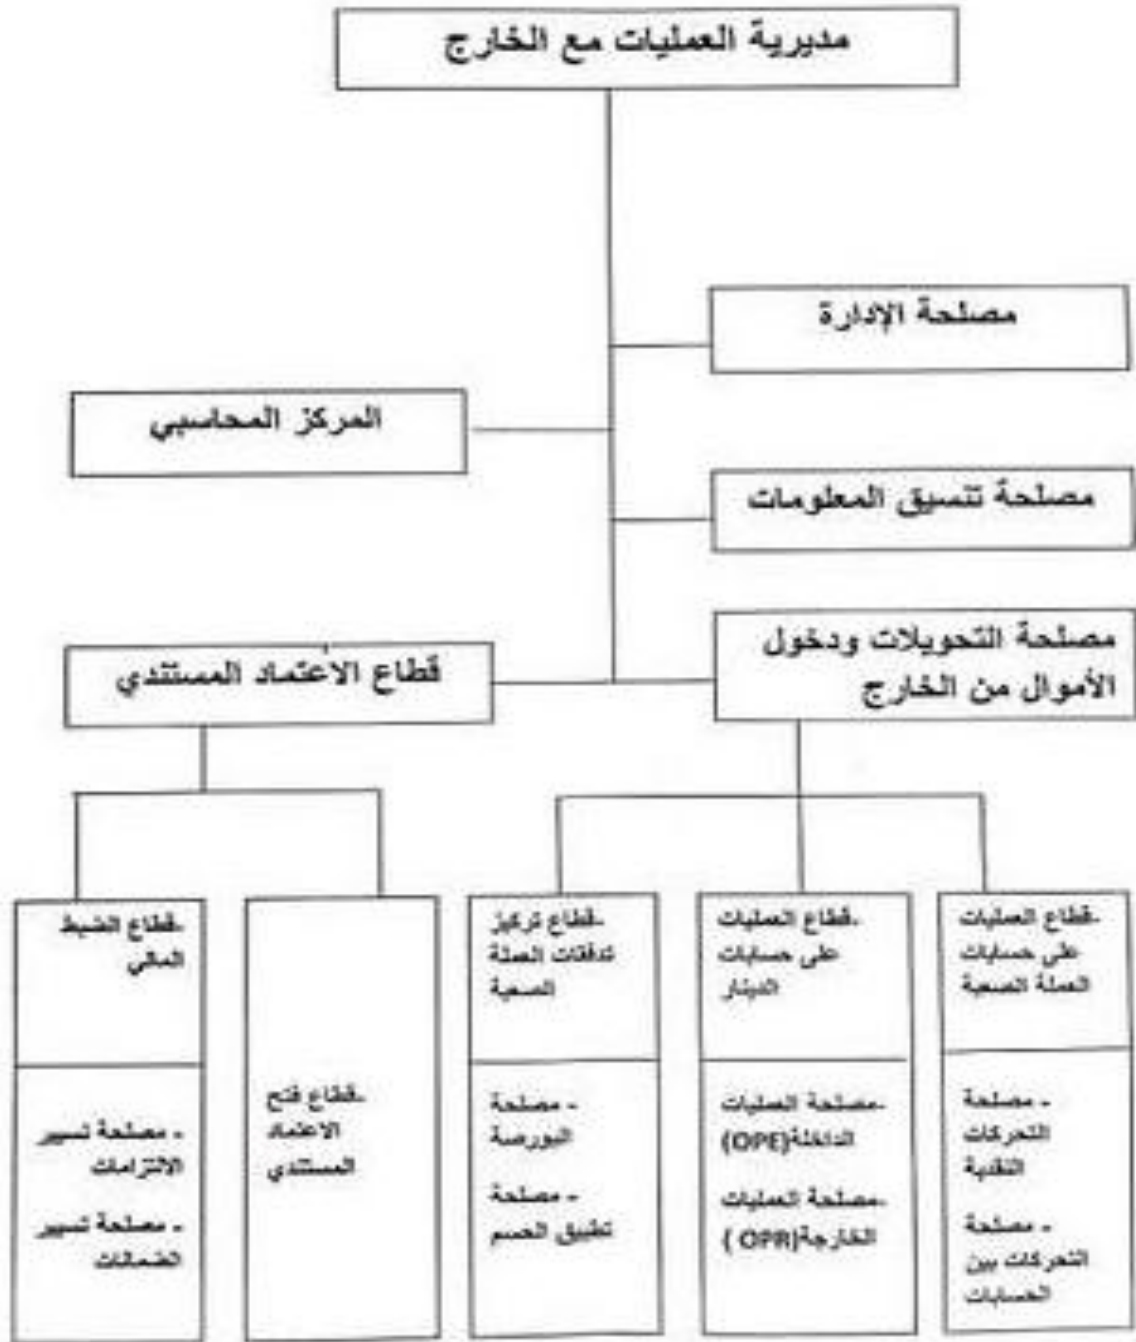 مديرية العمليات مع الخارج
مصلحة الإدارة
المركز المحاسبي
مصلحة تنسيق المعلومات
مصلحة التحويلات ودخول
الأموال من الخارج
قطاع الاعتماد المستندي
-قطاع العمليات
على حسابات
العملة الصعبة
- مصلحة
التحركات
النقدية
- مصلحة
التحركات بين
الحسابات
-قطاع العمليات
على حسابات
الدينار
-مصلحة العمليات
الداخلة(OPE)
-مصلحة العمليات
الخارجة(OPR )
-قطاع تركيز
تدفقات العملة
الصعبة
- مصلحة
البورصة
- مصلحة
تطبيق الحسم
-قطاع فتح
الاعتماد
المستندي
-قطاع الضبط
المالي
- مصلحة تسيير
الالتزامات
- مصلحة تسيير
الضمانات